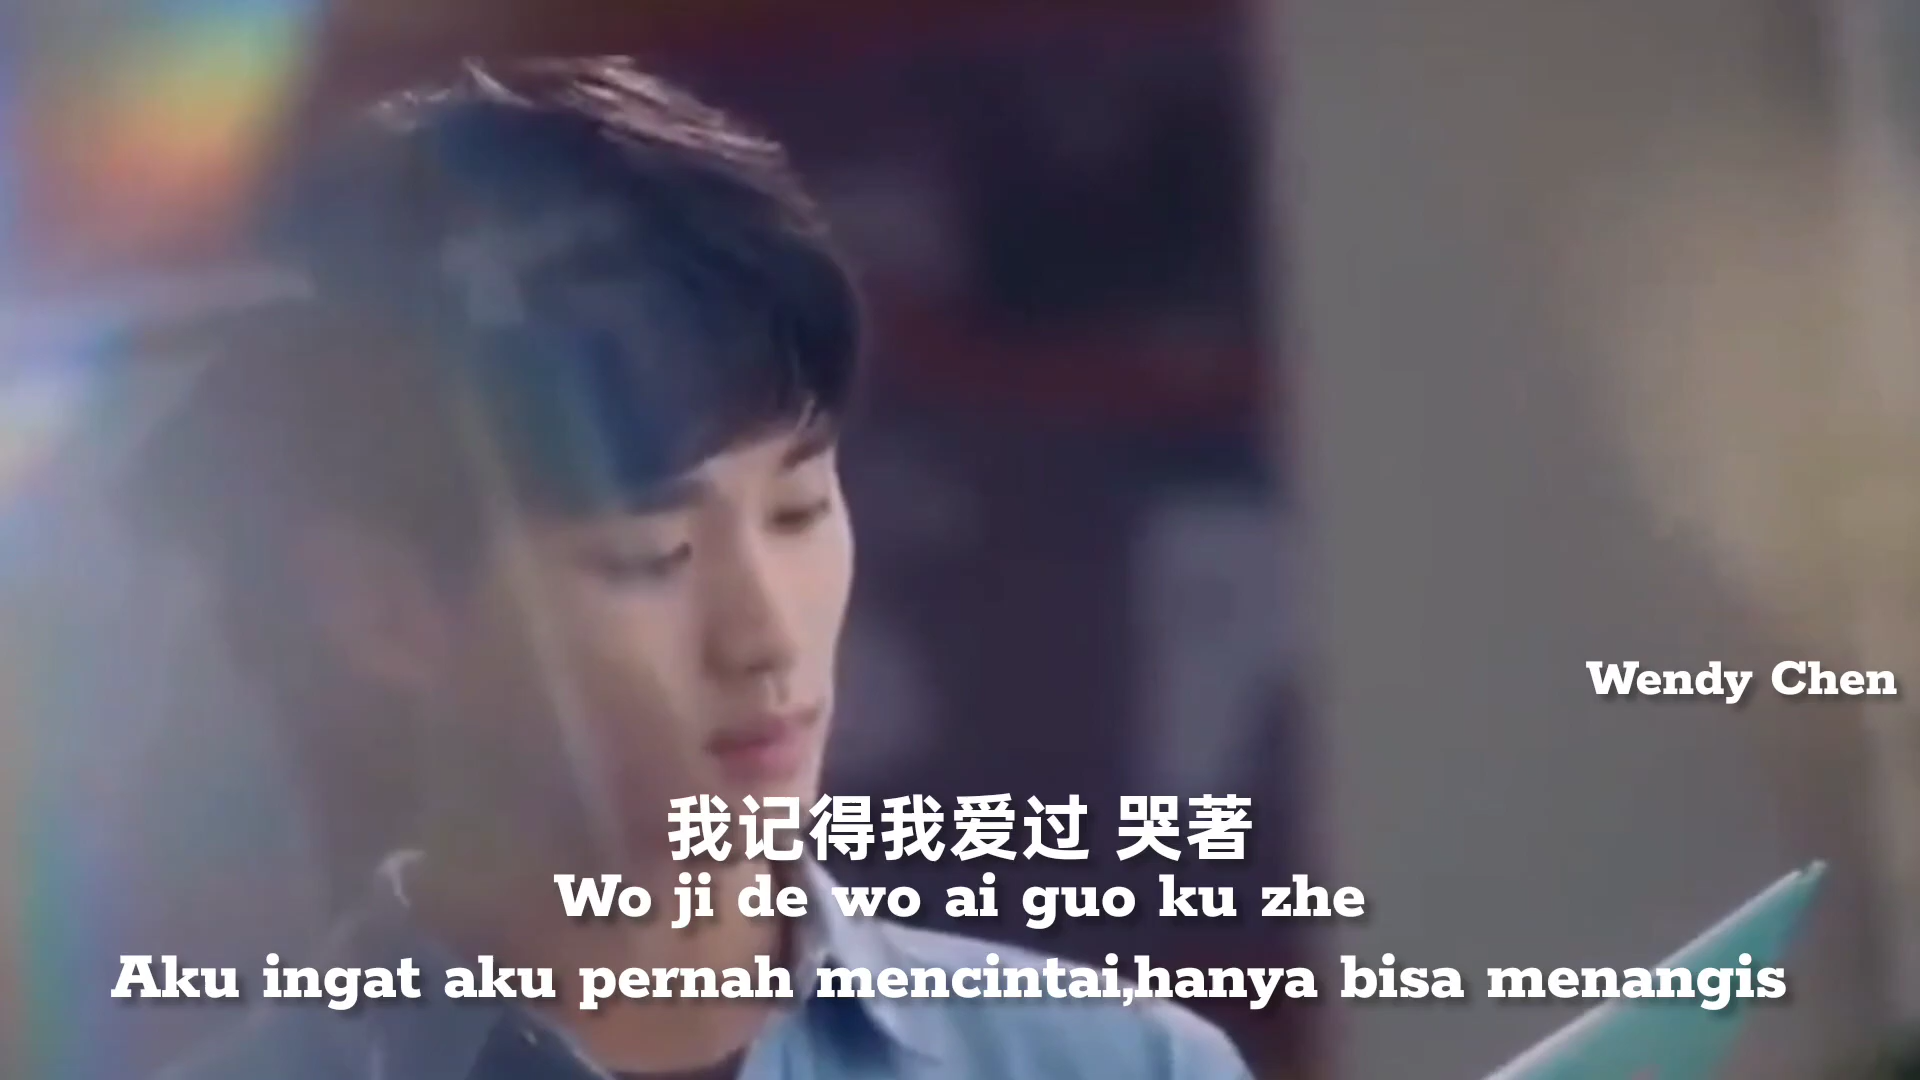 Wendy Chen
我记得我爱过 哭著
Wo ji de wo ai guo ku zhe
Aku ingat aku pernah mencintai,hanya bisa menangis